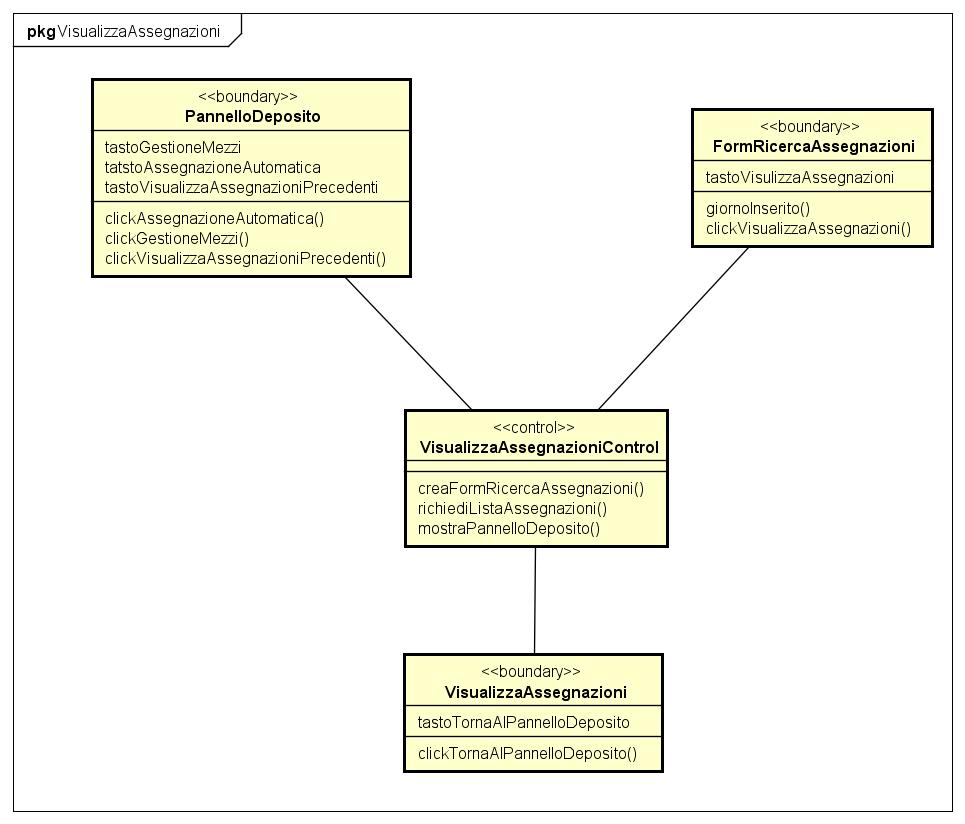 pkg VisualizzaAssegnazioni
<<boundary>>
PannelloDeposito
tastoGestioneMezzi
tatstoAssegnazioneAutomatica
tastoVisualizzaAssegnazioniPrecedenti
clickAssegnazioneAutomatica()
clickGestioneMezzi()
clickVisualizzaAssegnazioniPrecedenti()
<<boundary>>
FormRicercaAssegnazioni
tastoVisulizzaAssegnazioni
giornoInserito()
clickVisualizzaAssegnazioni()
<<control>>
VisualizzaAssegnazioniControl
creaFormRicercaAssegnazioni()
richiediListaAssegnazioni()
mostraPannelloDeposito()
<<boundary>>
VisualizzaAssegnazioni
tastoTornaAlPannelloDeposito
clickTornaAlPannelloDeposito()